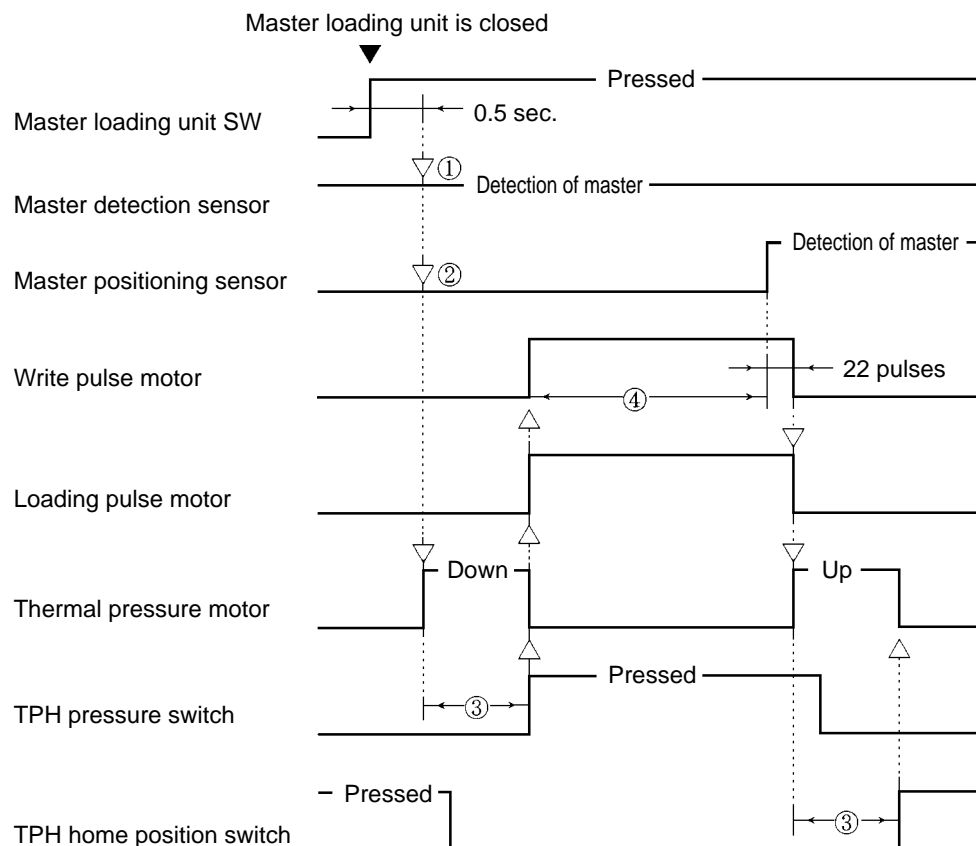 Master loading unit is closed
Pressed
Master loading unit SW
0.5 sec.
①
Detection of master
Master detection sensor
Detection of master
②
Master positioning sensor
Write pulse motor
22 pulses
④
Loading pulse motor
Down
Up
Thermal pressure motor
Pressed
TPH pressure switch
③
Pressed
③
TPH home position switch